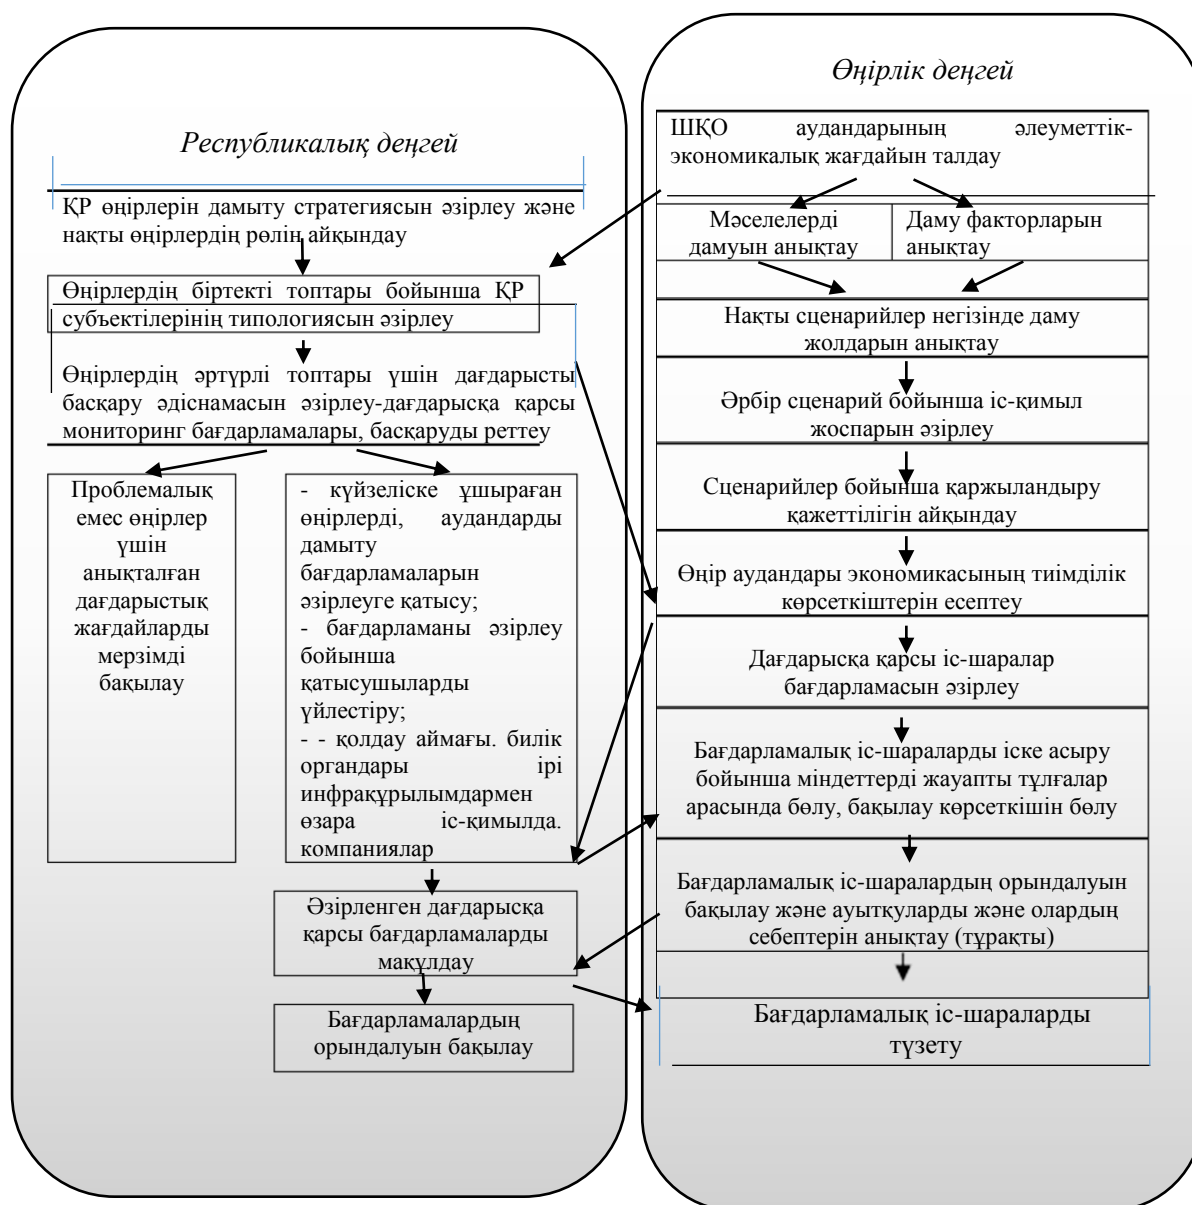 Республикалық деңгей
ҚР өңірлерін дамыту стратегиясын әзірлеу және
нақты өңірлердің рөлін айқындау
Өңірлердің біртекті топтары бойынша ҚР
субъектілерінің типологиясын әзірлеу
Өңірлердің әртүрлі топтары үшін дағдарысты
басқару әдіснамасын әзірлеу-дағдарысқа қарсы
мониторинг бағдарламалары, басқаруды реттеу
Проблемалық
емес өңірлер
үшін
анықталған
дағдарыстық
жағдайларды
мерзімді
бақылау
- күйзеліске ұшыраған
өңірлерді, аудандарды
дамыту
бағдарламаларын
әзірлеуге қатысу;
- бағдарламаны әзірлеу
бойынша
қатысушыларды
үйлестіру;
- - қолдау аймағы. билік
органдары ірі
инфрақұрылымдармен
өзара іс-қимылда.
компаниялар
Әзірленген дағдарысқа
қарсы бағдарламаларды
мақұлдау
Бағдарламалардың
орындалуын бақылау
Өңірлік деңгей
ШҚО аудандарының әлеуметтік-
экономикалық жағдайын талдау
Мәселелерді
дамуын анықтау
Даму факторларын
анықтау
Нақты сценарийлер негізінде даму
жолдарын анықтау
Әрбір сценарий бойынша іс-қимыл
жоспарын әзірлеу
Сценарийлер бойынша қаржыландыру
қажеттілігін айқындау
Өңір аудандары экономикасының тиімділік
көрсеткіштерін есептеу
Дағдарысқа қарсы іс-шаралар
бағдарламасын әзірлеу
Бағдарламалық іс-шараларды іске асыру
бойынша міндеттерді жауапты тұлғалар
арасында бөлу, бақылау көрсеткішін бөлу
Бағдарламалық іс-шаралардың орындалуын
бақылау және ауытқуларды және олардың
себептерін анықтау (тұрақты)
Бағдарламалық іс-шараларды
түзету